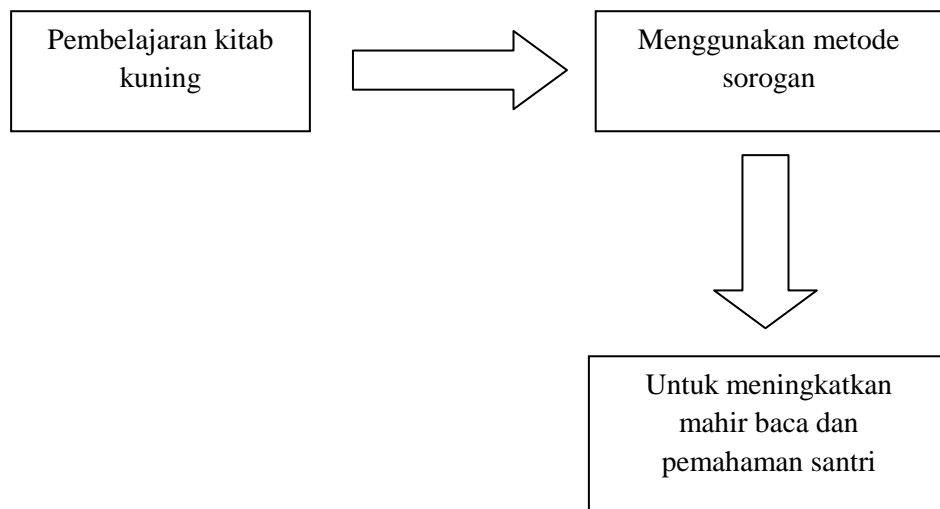 Pembelajaran kitab
kuning
Menggunakan metode
sorogan
Untuk meningkatkan
mahir baca dan
pemahaman santri